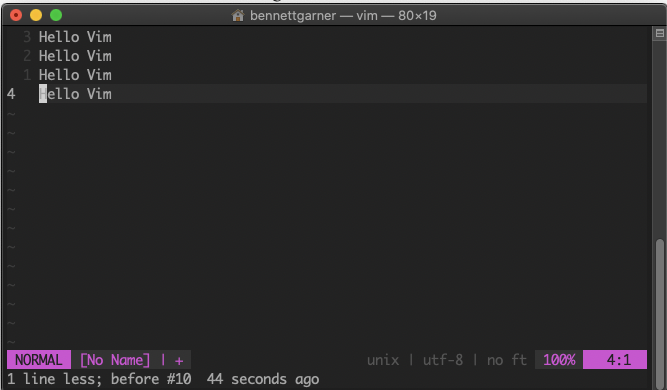 bennettgarner — vim — 80×19
3 Hello Vim
2 Hello Vim
1 Hello Vim
4 Hello Vim
~
~
~
~
~
~
~
~
~
~
~
~
~
NORMAL [No Name] | + unix | utf-8 | no ft 100% 4:1
1 line less; before #10  44 seconds ago